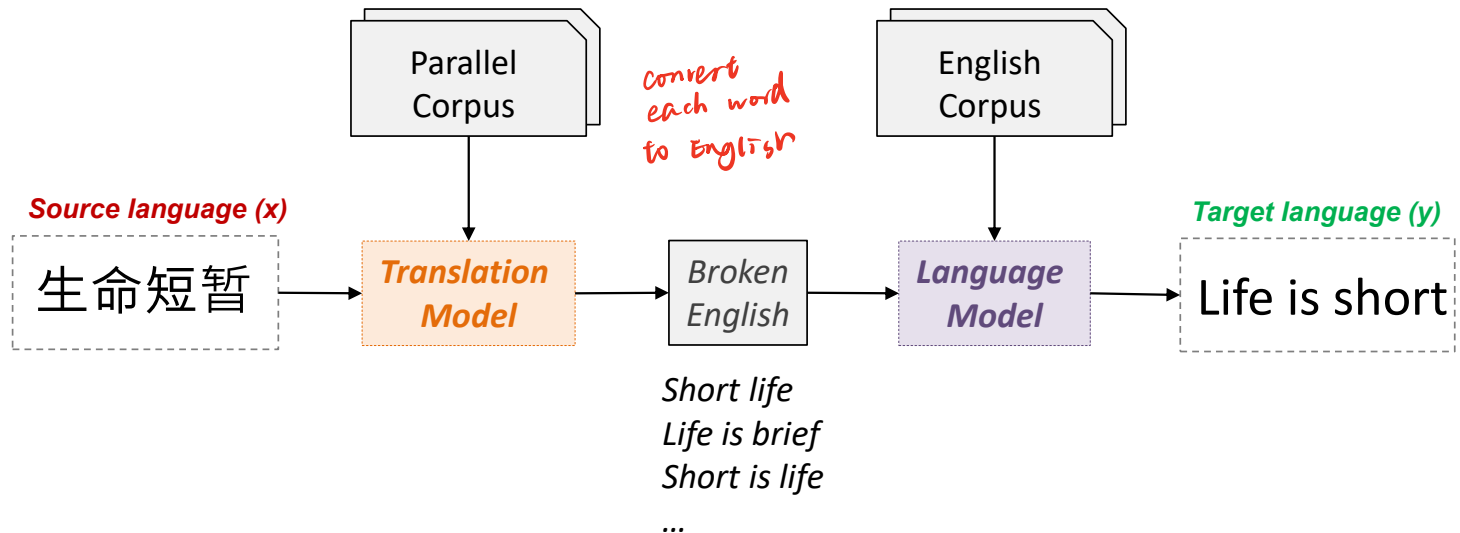 Parallel
Corpus
convert
each word
to English
English
Corpus
Source language (x)
Target language (y)
生命短暂
Translation
Model
Broken
English
Language
Model
Life is short
Short life
Life is brief
Short is life
...